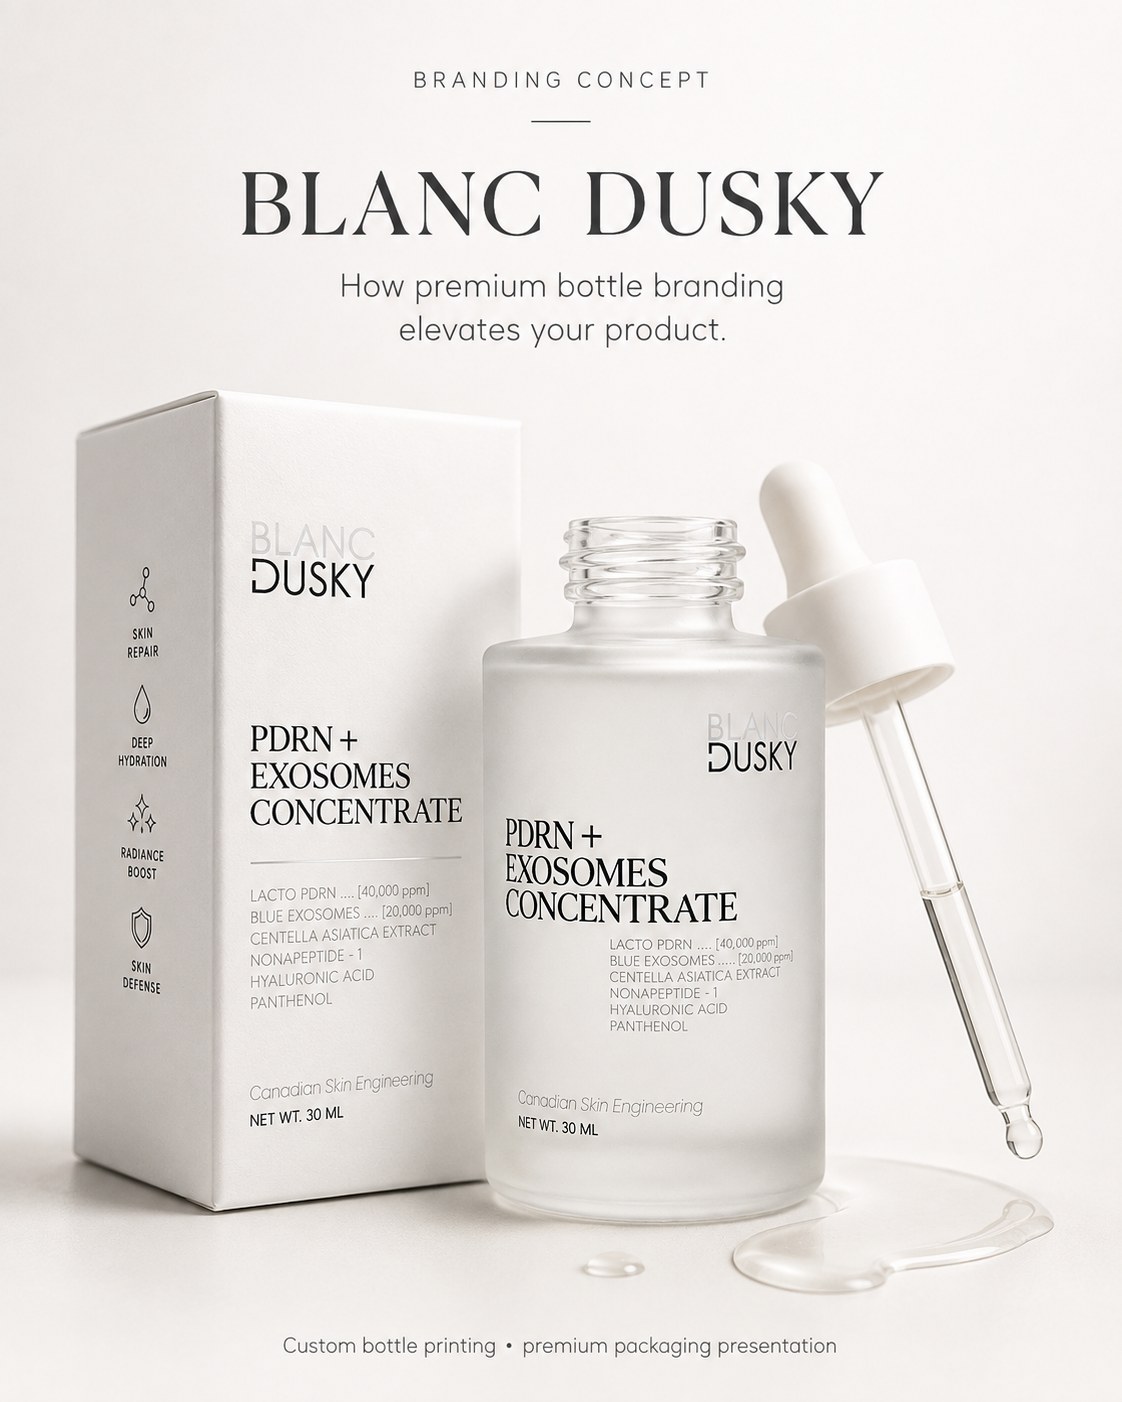 BRANDING CONCEPT
BLANC DUSKY
How premium bottle branding
elevates your product.
BLANC
DUSKY
SKIN
REPAIR
DEEP
HYDRATION
RADIANCE
BOOST
SKIN
DEFENSE
PDRN +
EXOSOMES
CONCENTRATE
LACTO PDRN .... [40,000 ppm]
BLUE EXOSOMES .... [20,000 ppm]
CENTELLA ASIATICA EXTRACT
NONAPEPTIDE - 1
HYALURONIC ACID
PANTHENOL
Canadian Skin Engineering
NET WT. 30 ML
BLANC
DUSKY
PDRN +
EXOSOMES
CONCENTRATE
LACTO PDRN .... [40,000 ppm]
BLUE EXOSOMES ..... [20,000 ppm]
CENTELLA ASIATICA EXTRACT
NONAPEPTIDE - 1
HYALURONIC ACID
PANTHENOL
Canadian Skin Engineering
NET WT. 30 ML
Custom bottle printing • premium packaging presentation